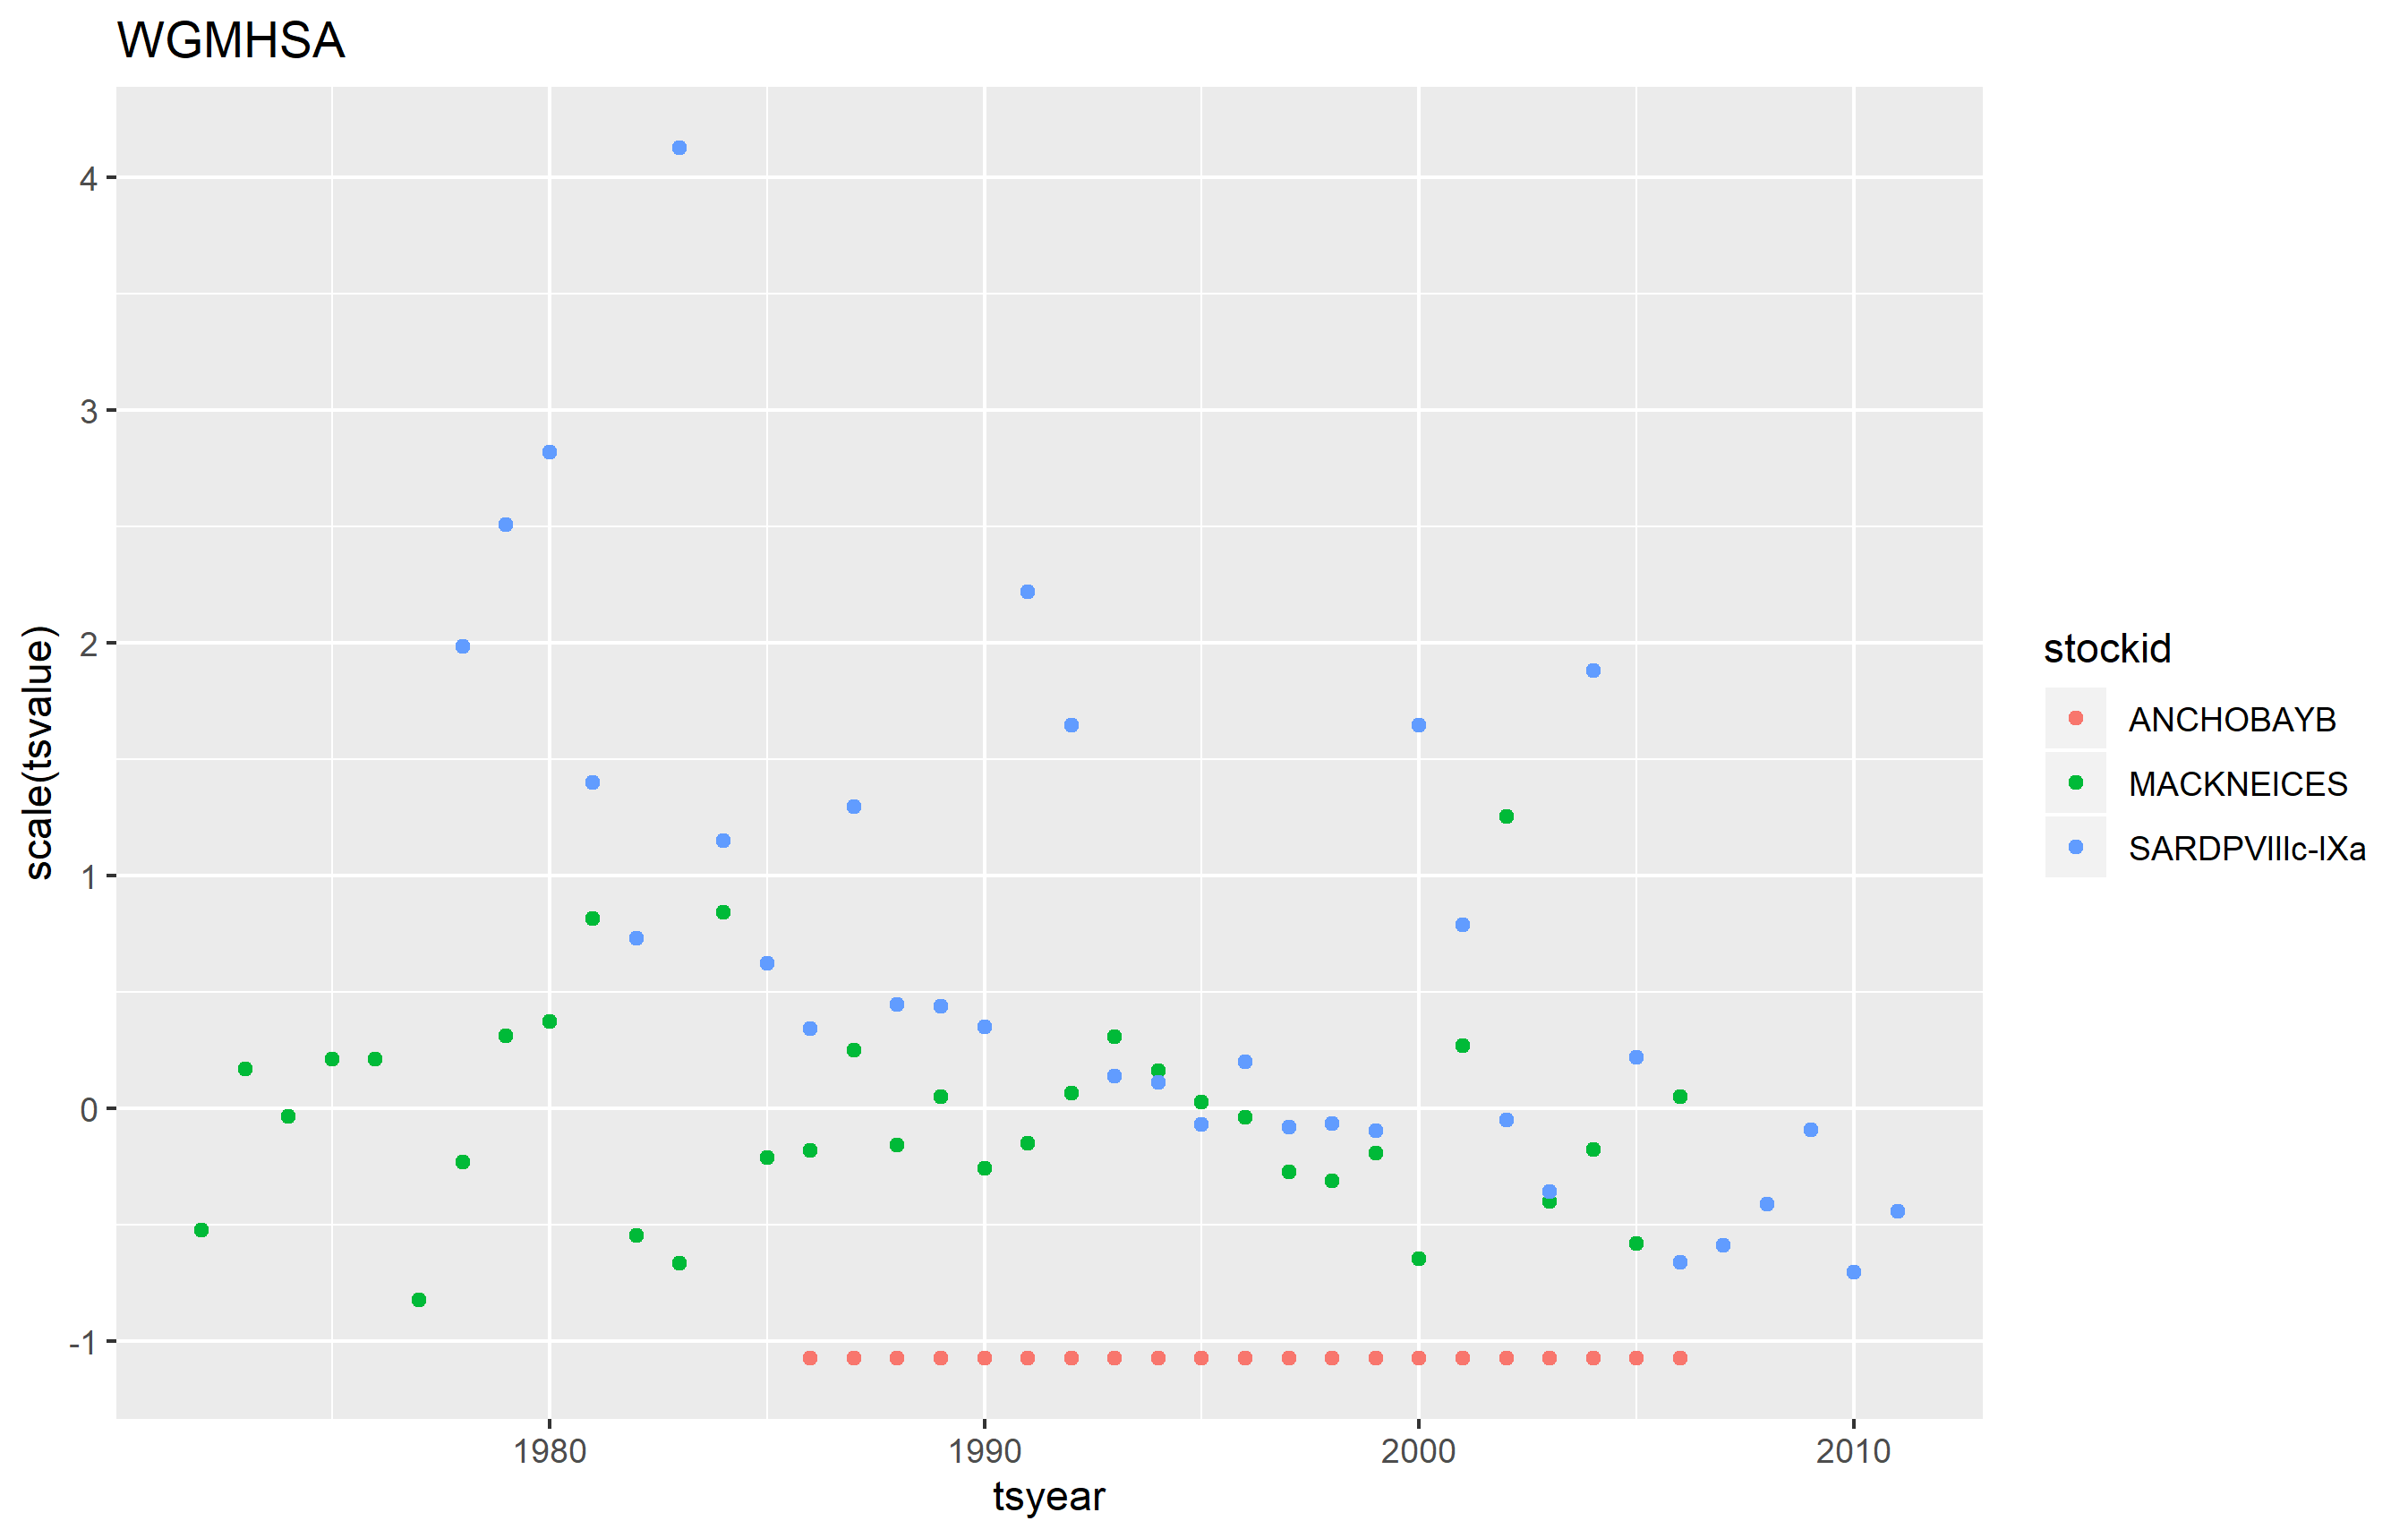 WGMHSA
4
3
2
1
0
-1
scale(tsvalue)
1980 1990 2000 2010
tsyear
stockid
ANCHOBAYB
MACKNEICES
SARDPVIIIc-IXa